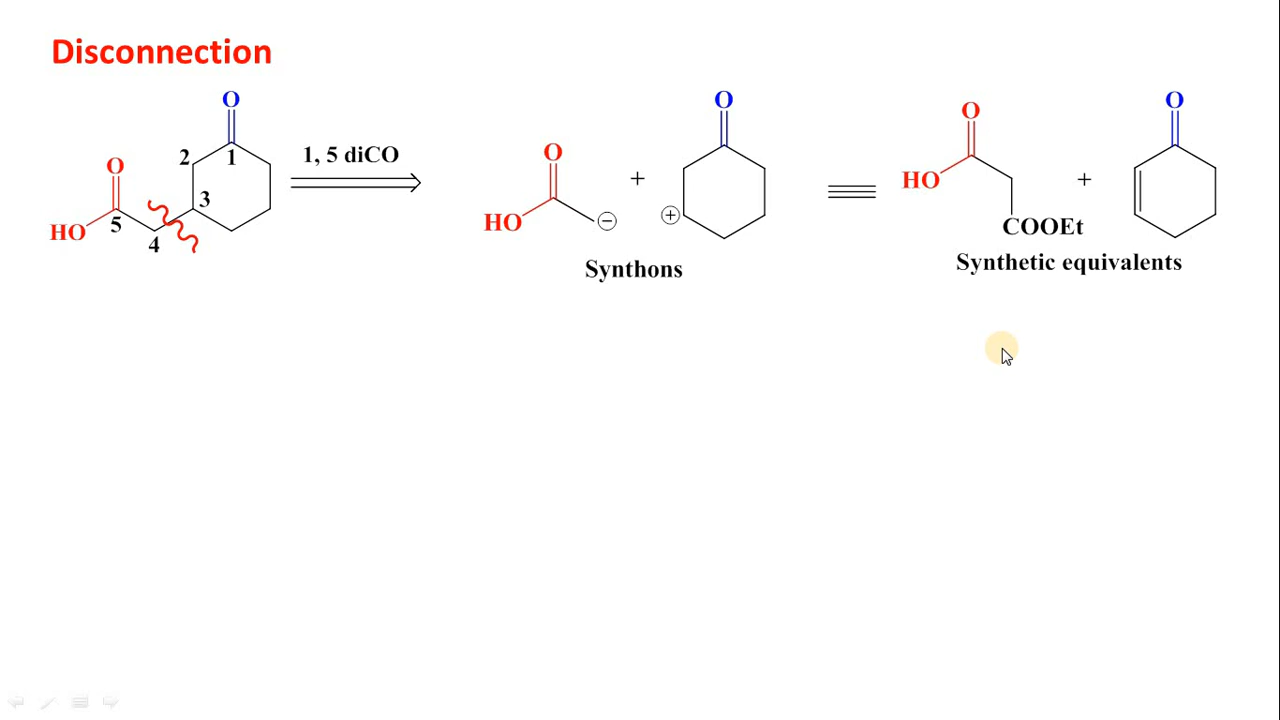 Disconnection
O
O
HO
1
2
3
4
5
1, 5 diCO
O
HO
−
+
O
+
Synthons
O
HO
COOEt
+
O
Synthetic equivalents